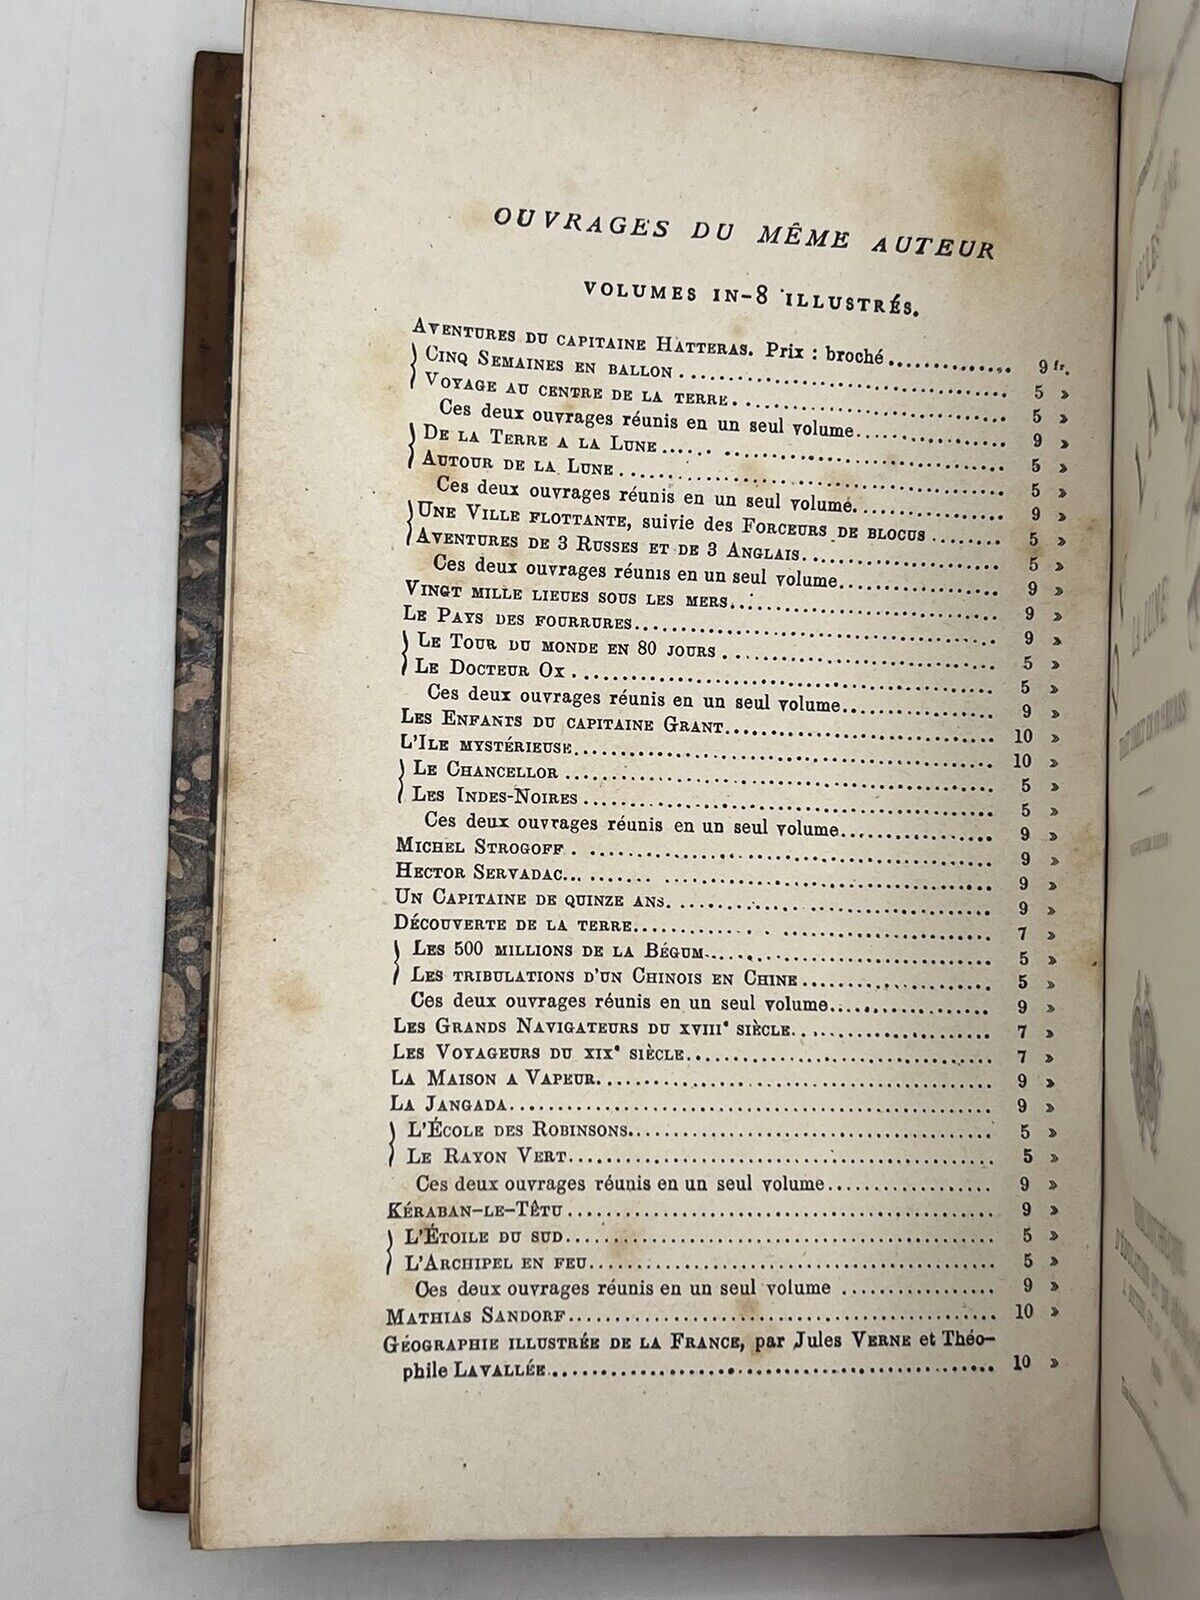 OUVRAGES DU MÊME AUTEUR
VOLUMES IN-8 ILLUSTRÉS.
AVENTURES DU CAPITAINE HATTERAS. Prix : broché .............. 9 fr.
CINQ SEMAINES EN BALLON .............................. 5 »
VOYAGE AU CENTRE DE LA TERRE. .............................. 5 »
Ces deux ouvrages réunis en un seul volume............... 9 »
DE LA TERRE A LA LUNE .............................. 5 »
AUTOUR DE LA LUNE .............................. 5 »
Ces deux ouvrages réunis en un seul volume............... 9 »
UNE VILLE FLOTTANTE, suivie des FORCEURS DE BLOCUS ........ 5 »
AVENTURES DE 3 RUSSES ET DE 3 ANGLAIS.................... 5 »
Ces deux ouvrages réunis en un seul volume............... 9 »
VINGT MILLE LIEUES SOUS LES MERS.......................... 9 »
LE PAYS DES FOURRURES.................................... 9 »
LE TOUR DU MONDE EN 80 JOURS .............................. 5 »
LE DOCTEUR OX .............................. 5 »
Ces deux ouvrages réunis en un seul volume............... 9 »
LES ENFANTS DU CAPITAINE GRANT............................ 10 »
L'ILE MYSTÉRIEUSE........................................ 10 »
LE CHANCELLOR .............................. 5 »
LES INDES-NOIRES .............................. 5 »
Ces deux ouvrages réunis en un seul volume............... 9 »
MICHEL STROGOFF . .............................. 9 »
HECTOR SERVADAC... .............................. 9 »
UN CAPITAINE DE QUINZE ANS. .............................. 9 »
DÉCOUVERTE DE LA TERRE.............................. 7 »
LES 500 MILLIONS DE LA BÉGUM.............................. 5 »
LES TRIBULATIONS D'UN CHINOIS EN CHINE.................... 5 »
Ces deux ouvrages réunis en un seul volume............... 9 »
LES GRANDS NAVIGATEURS DU XVIIIe SIÈCLE.................... 7 »
LES VOYAGEURS DU XIXe SIÈCLE.............................. 7 »
LA MAISON A VAPEUR........................................ 9 »
LA JANGADA................................................ 9 »
L'ÉCOLE DES ROBINSONS.................................... 5 »
LE RAYON VERT............................................ 5 »
Ces deux ouvrages réunis en un seul volume................ 9 »
KÉRABAN-LE-TÊTU .......................................... 9 »
L'ÉTOILE DU SUD.......................................... 5 »
L'ARCHIPEL EN FEU........................................ 5 »
Ces deux ouvrages réunis en un seul volume ................ 9 »
MATHIAS SANDORF.......................................... 10 »
GÉOGRAPHIE ILLUSTRÉE DE LA FRANCE, par JULES VERNE et Théo-
phile LAVALLÉE............................................ 10 »